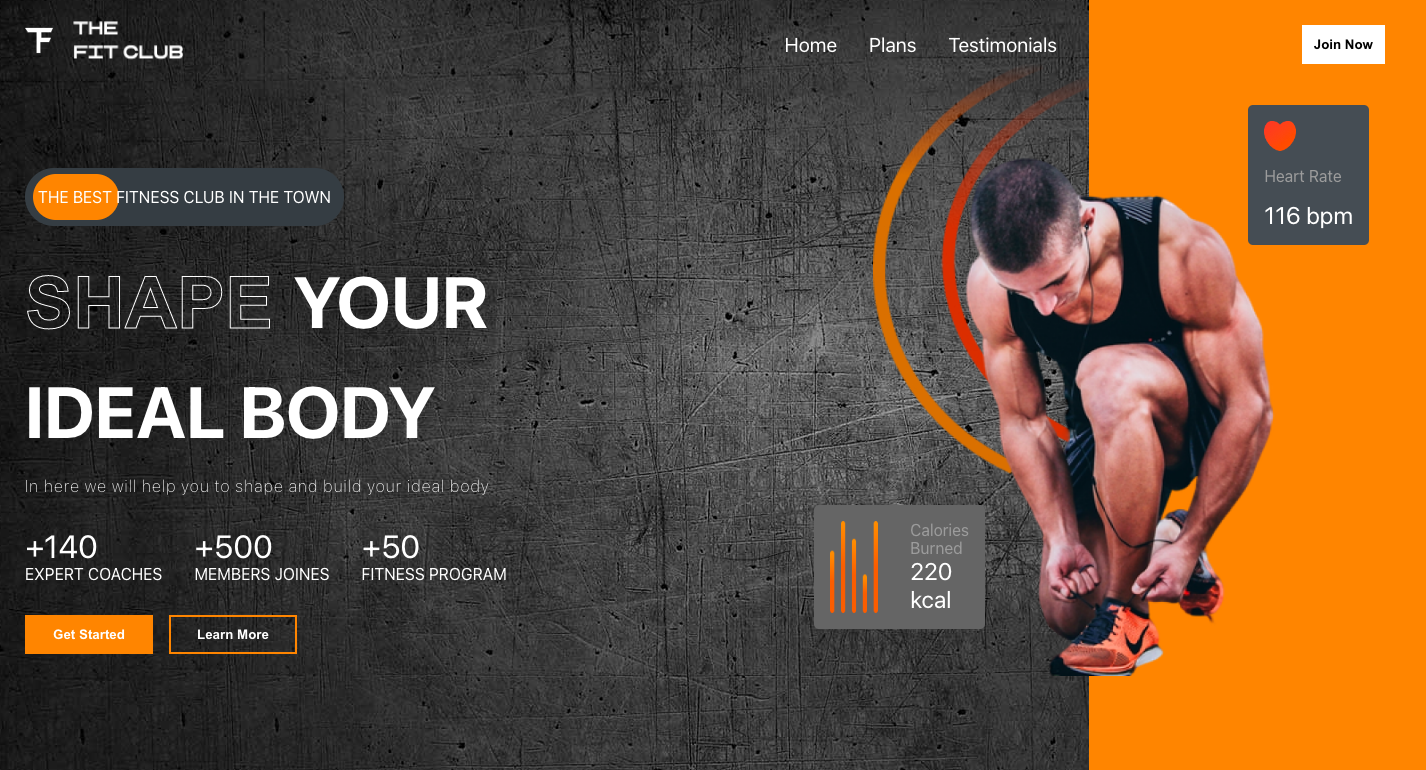 THE
FIT CLUB
Home Plans Testimonials
Join Now
Heart Rate
116 bpm
THE BEST FITNESS CLUB IN THE TOWN
SHAPE YOUR
IDEAL BODY
In here we will help you to shape and build your ideal body
+140 +500 +50
EXPERT COACHES MEMBERS JOINES FITNESS PROGRAM
Get Started Learn More
Calories
Burned
220
kcal